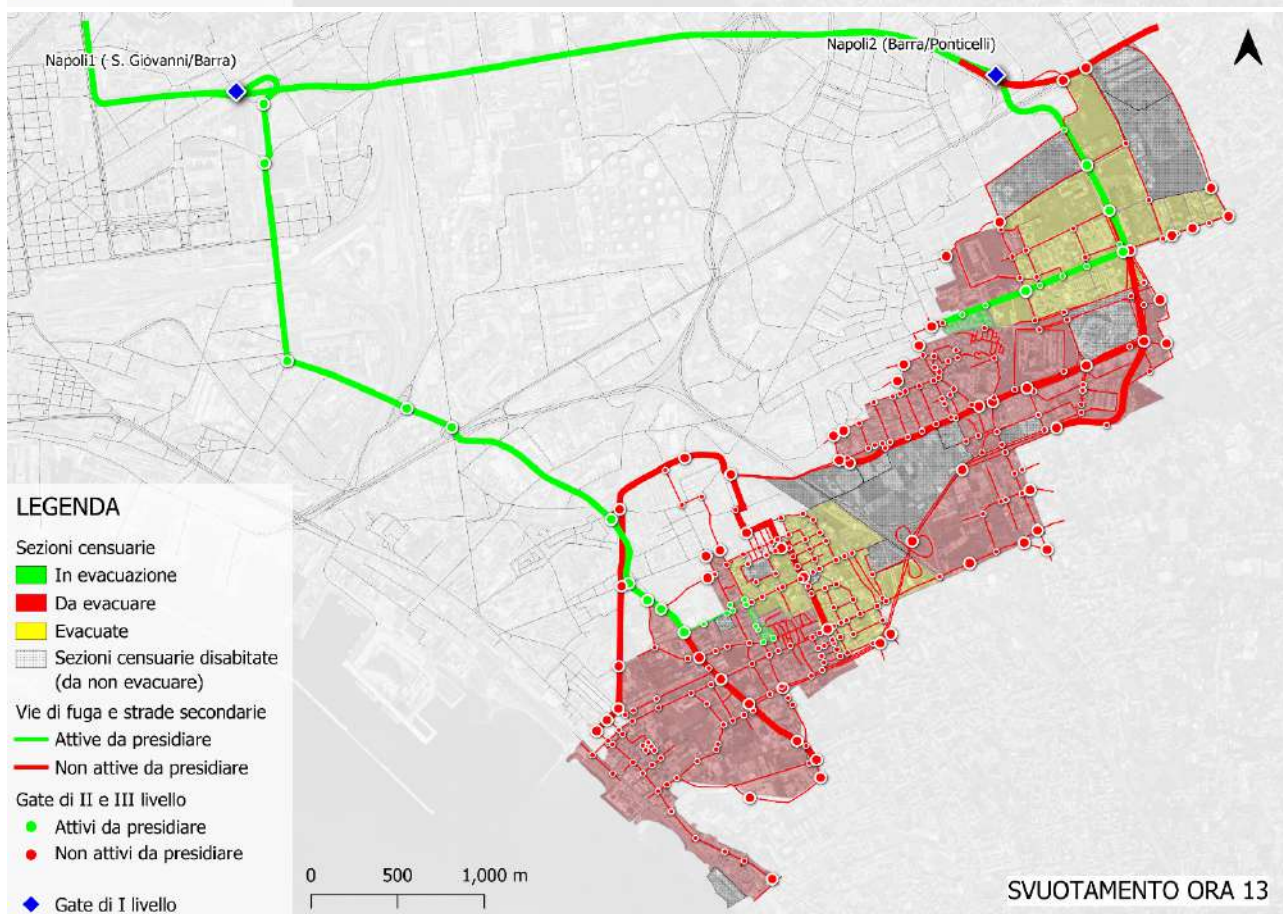 Napoli1 ( S. Giovanni/Barra)
Napoli2 (Barra/Ponticelli)
LEGENDA
Sezioni censuarie
In evacuazione
Da evacuare
Evacuate
Sezioni censuarie disabitate
(da non evacuare)
Vie di fuga e strade secondarie
Attive da presidiare
Non attive da presidiare
Gate di II e III livello
Attivi da presidiare
Non attivi da presidiare
Gate di I livello
0 500 1,000 m
SVUOTAMENTO ORA 13